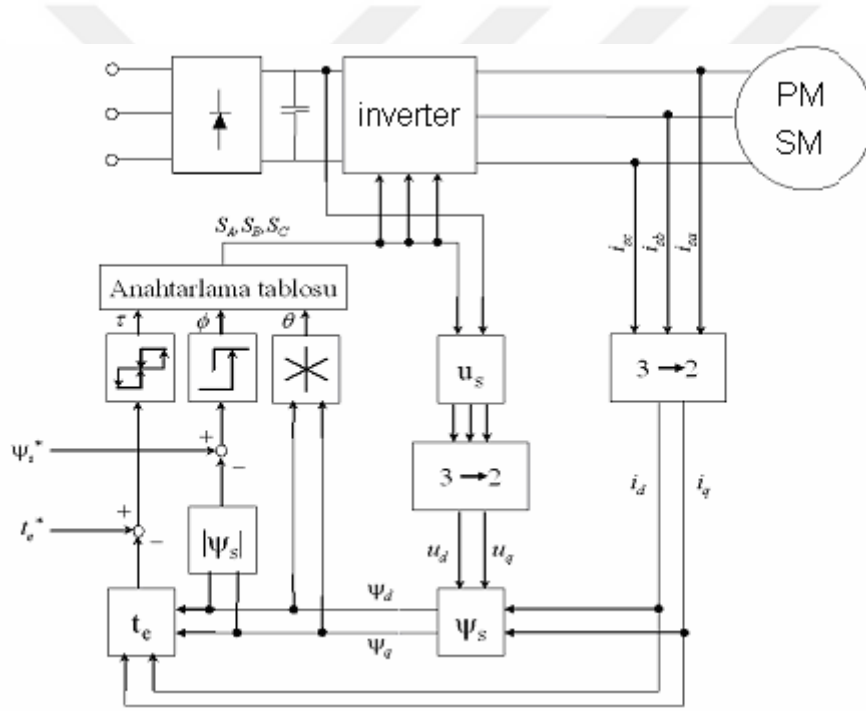 PM
SM
inverter
S_A, S_B, S_C
i_sc
i_sb
i_sa
Anahtarlama tablosu
τ
ϕ
θ
u_s
3→2
3→2
+
−
Ψ_s*
i_d
i_q
+
−
t_e*
|Ψ_s|
u_d
u_q
Ψ_d
t_e
Ψ_s
Ψ_q